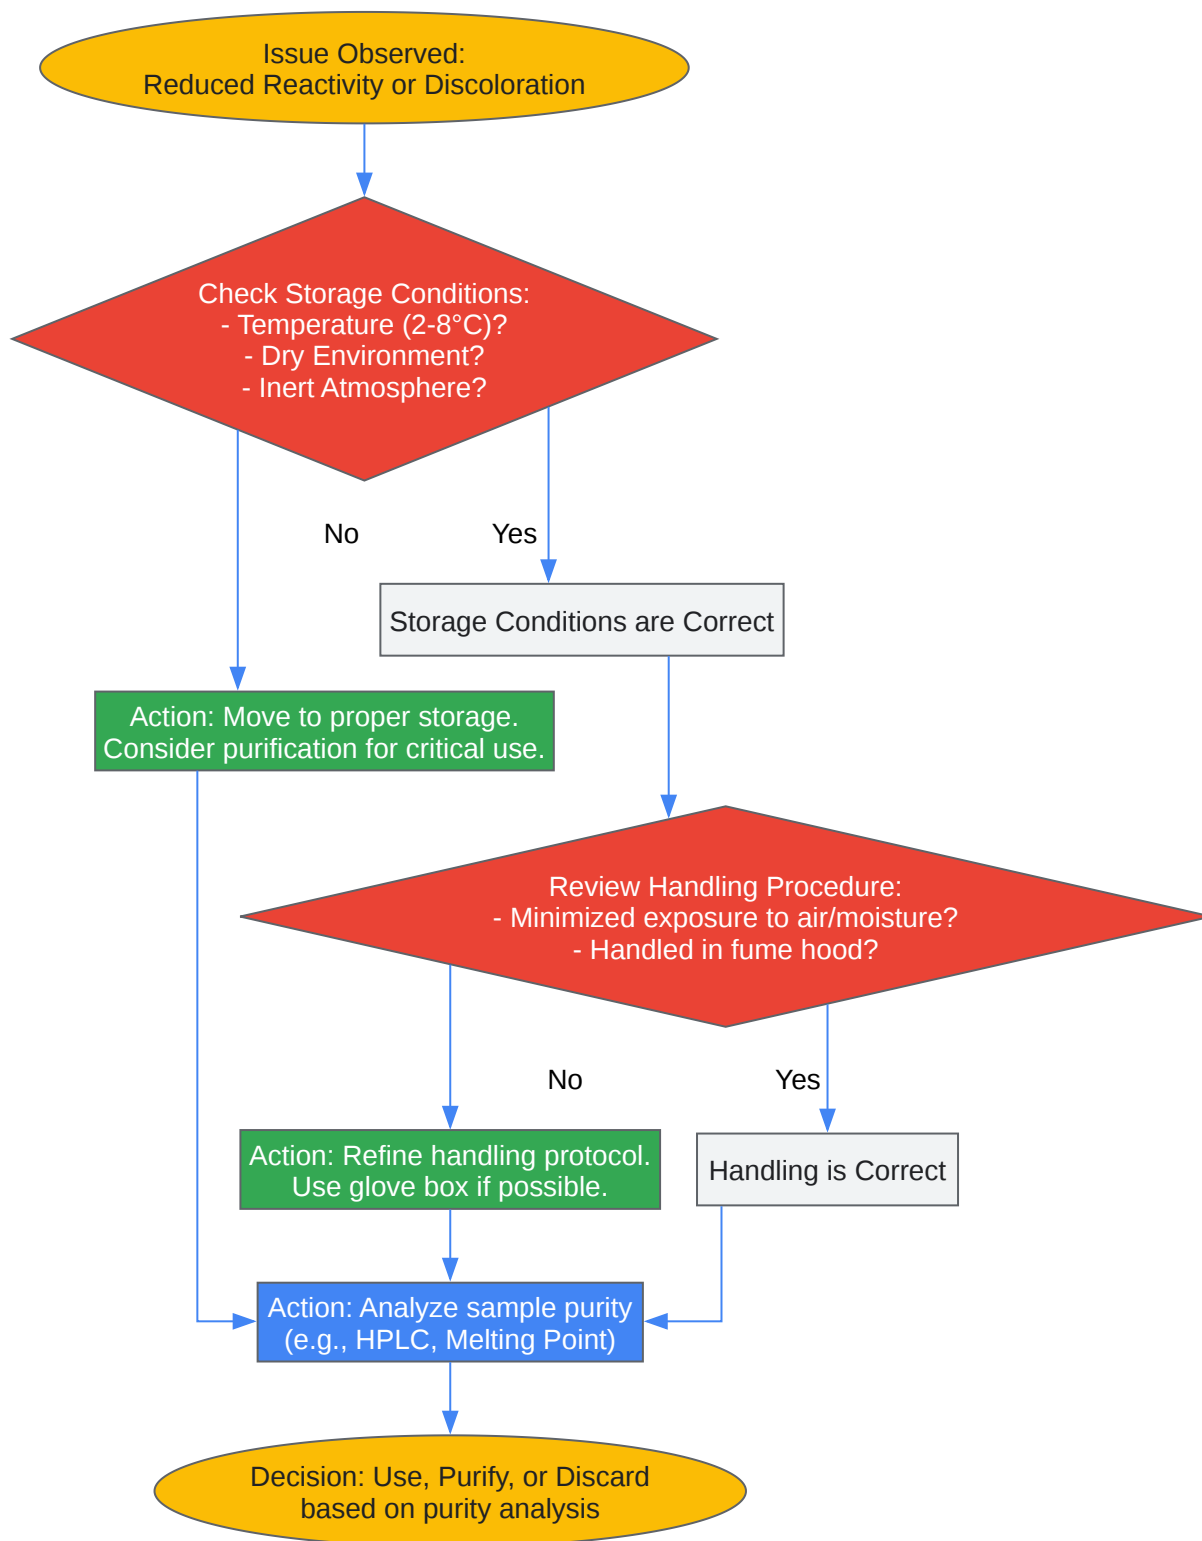 Issue Observed:
Reduced Reactivity or Discoloration
Check Storage Conditions:
- Temperature (2-8°C)?
- Dry Environment?
- Inert Atmosphere?
No
Yes
Storage Conditions are Correct
Action: Move to proper storage.
Consider purification for critical use.
Review Handling Procedure:
- Minimized exposure to air/moisture?
- Handled in fume hood?
No
Yes
Action: Refine handling protocol.
Use glove box if possible.
Handling is Correct
Action: Analyze sample purity
(e.g., HPLC, Melting Point)
Decision: Use, Purify, or Discard
based on purity analysis